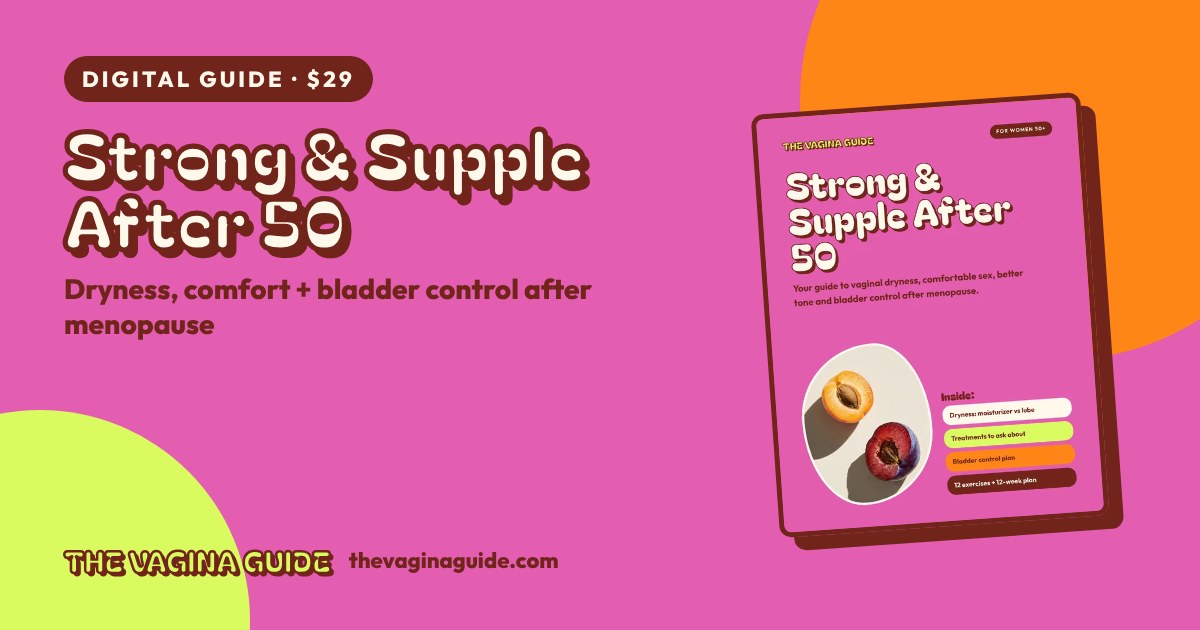 DIGITAL GUIDE · $29
Strong & Supple
After 50
Dryness, comfort + bladder control after
menopause
THE VAGINA GUIDE
thevaginaguide.com
THE VAGINA GUIDE
FOR WOMEN 50+
Strong &
Supple After
50
Your guide to vaginal dryness, comfortable sex, better
tone and bladder control after menopause.
Inside:
Dryness: moisturizer vs lube
Treatments to ask about
Bladder control plan
12 exercises + 12-week plan